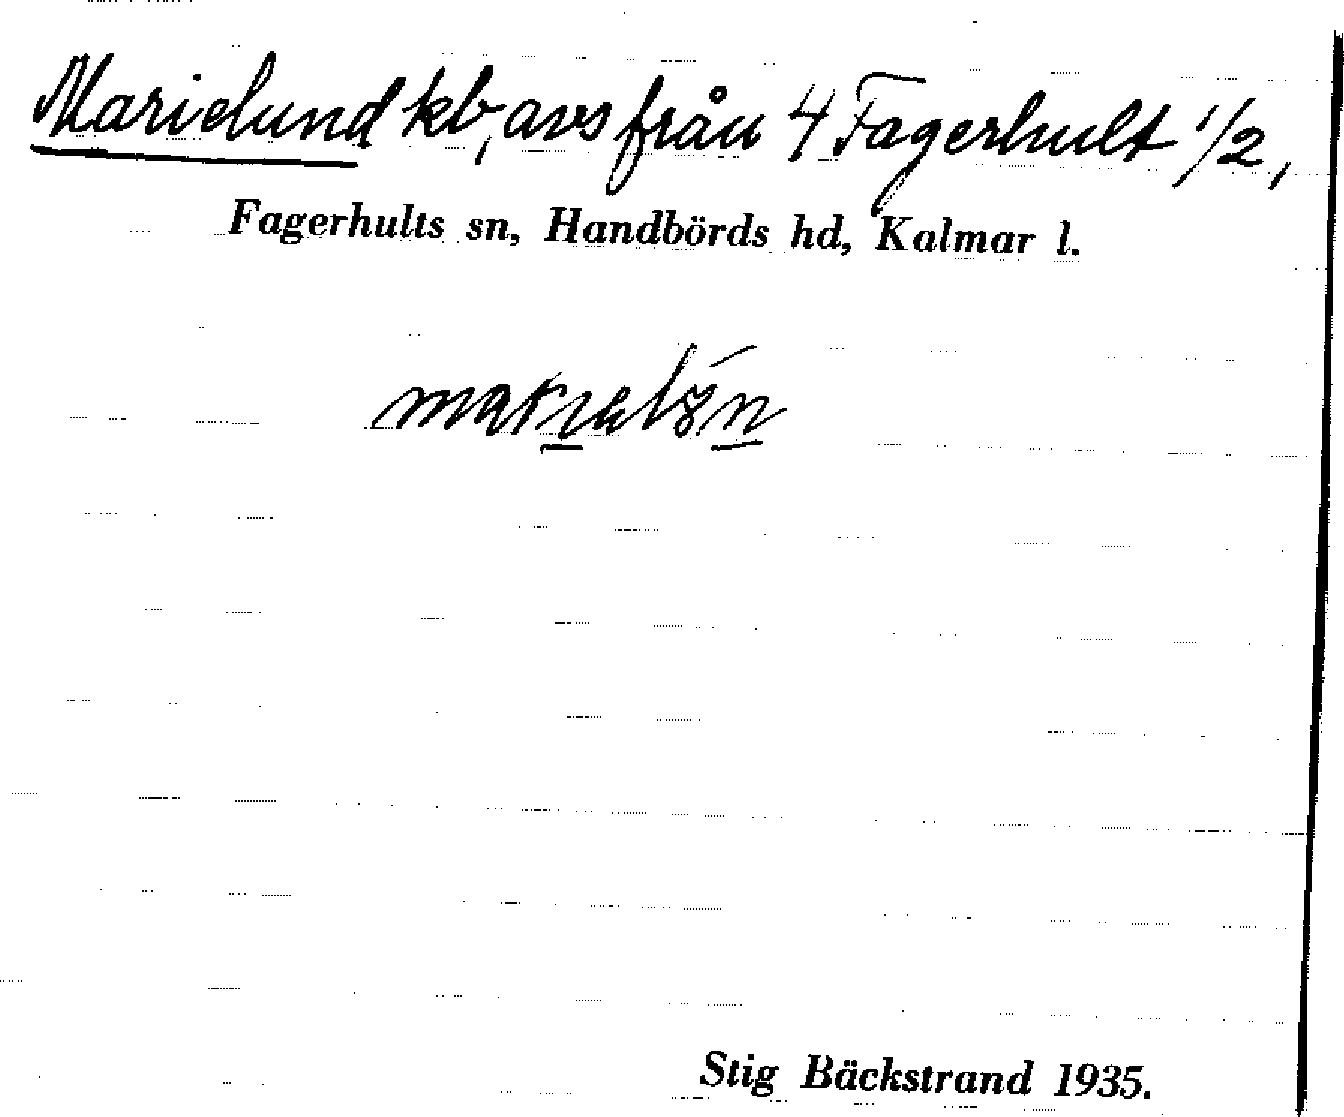 Marielund kb, avs från 4 Fagerhult 1/2,
Fagerhults sn, Handbörds hd, Kalmar l.
Stig Bäckstrand 1935.